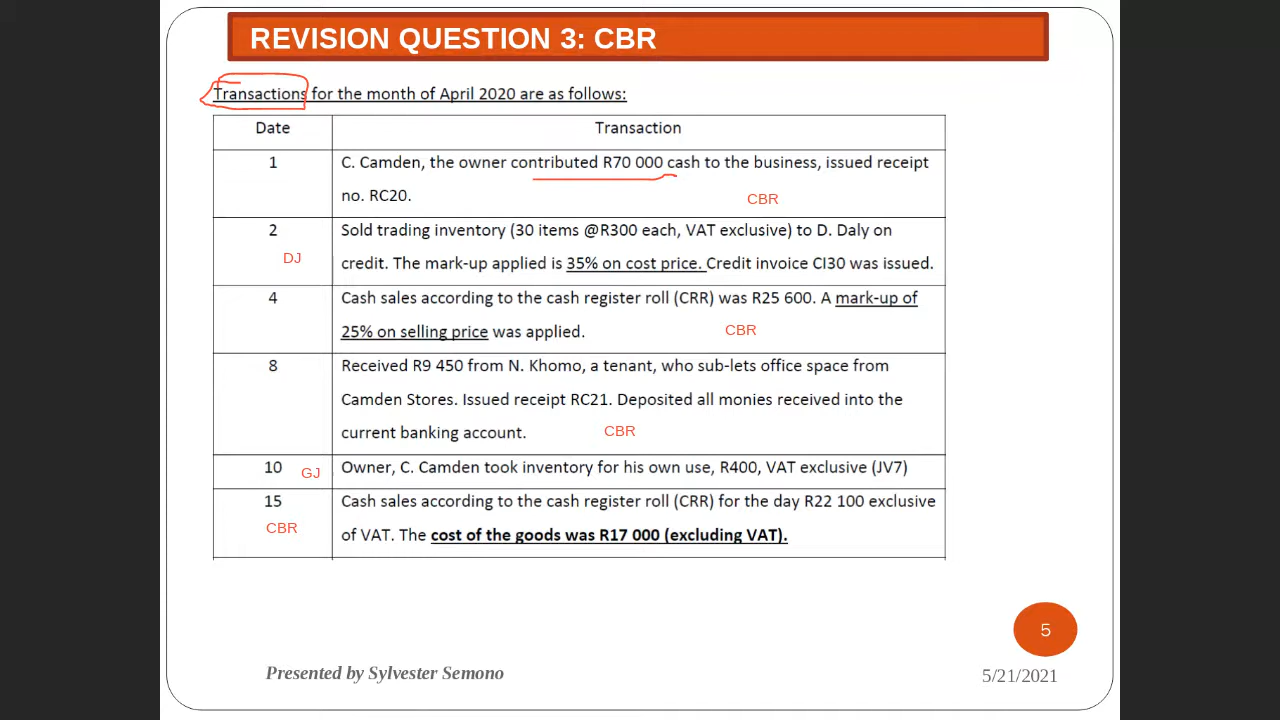 REVISION QUESTION 3: CBR
Transactions for the month of April 2020 are as follows:
Date Transaction
1 C. Camden, the owner contributed R70 000 cash to the business, issued receipt
no. RC20.
CBR
2 Sold trading inventory (30 items @R300 each, VAT exclusive) to D. Daly on
DJ credit. The mark-up applied is 35% on cost price. Credit invoice CI30 was issued.
4 Cash sales according to the cash register roll (CRR) was R25 600. A mark-up of
25% on selling price was applied.
CBR
8 Received R9 450 from N. Khomo, a tenant, who sub-lets office space from
Camden Stores. Issued receipt RC21. Deposited all monies received into the
current banking account.
CBR
10 GJ Owner, C. Camden took inventory for his own use, R400, VAT exclusive (JV7)
15 Cash sales according to the cash register roll (CRR) for the day R22 100 exclusive
CBR of VAT. The cost of the goods was R17 000 (excluding VAT).
5
Presented by Sylvester Semono 5/21/2021